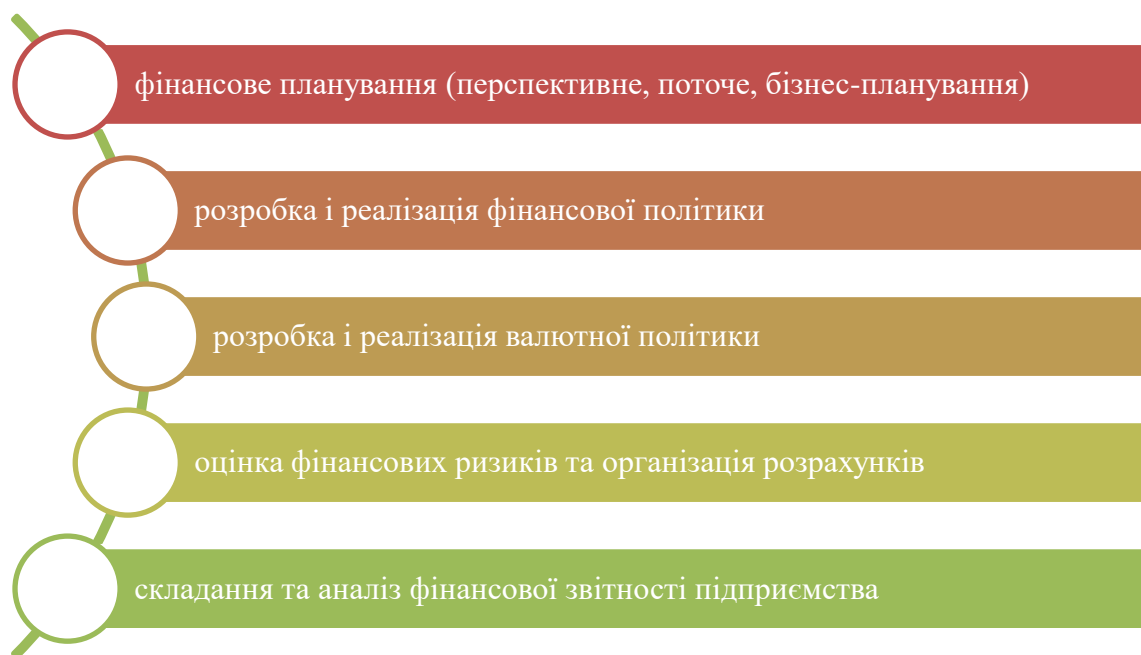 фінансове планування (перспективне, поточе, бізнес-планування)
розробка і реалізація фінансової політики
розробка і реалізація валютної політики
оцінка фінансових ризиків та організація розрахунків
складання та аналіз фінансової звітності підприємства